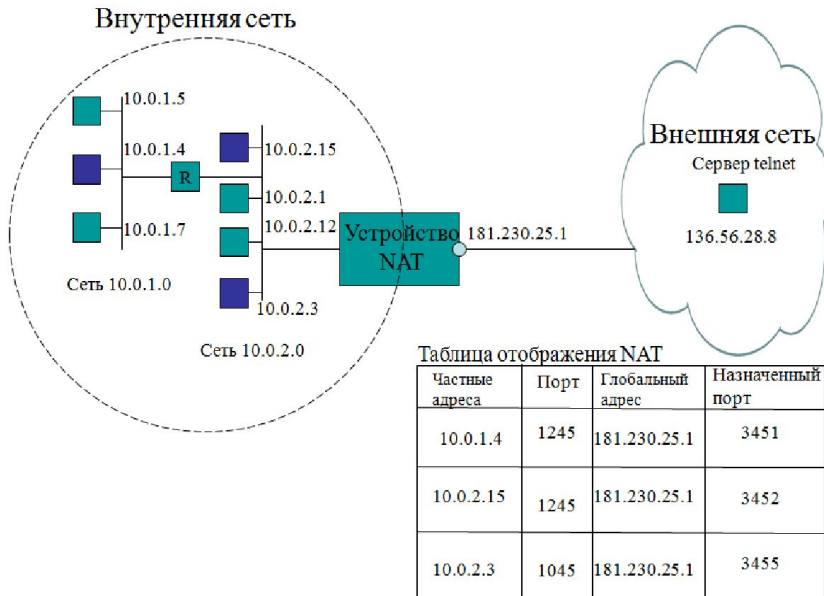 Внутренняя сеть
10.0.1.5
10.0.1.4
R
10.0.1.7
Сеть 10.0.1.0
10.0.2.15
10.0.2.1
10.0.2.12
10.0.2.3
Сеть 10.0.2.0
Устройство
NAT
181.230.25.1
Внешняя сеть
Сервер telnet
136.56.28.8
Таблица отображения NAT
Частные адреса | Порт | Глобальный адрес | Назначенный порт
10.0.1.4 | 1245 | 181.230.25.1 | 3451
10.0.2.15 | 1245 | 181.230.25.1 | 3452
10.0.2.3 | 1045 | 181.230.25.1 | 3455